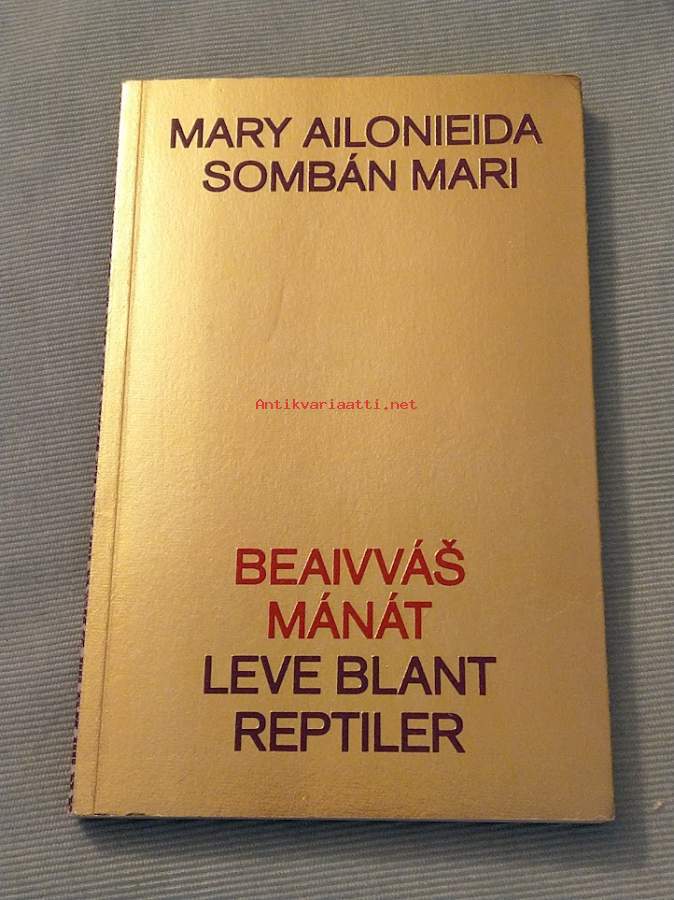 MARY AILONIEIDA
SOMBÁN MARI
Antikvariaatti.net
BEAIVVÁŠ
MÁNÁT
LEVE BLANT
REPTILER